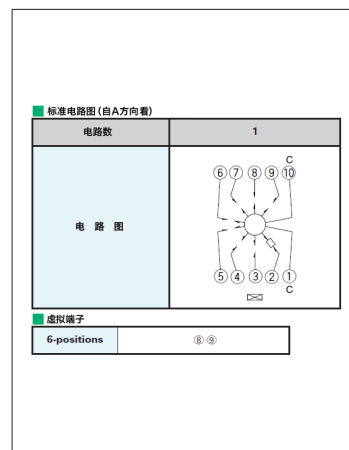 标准电路图(自A方向看)
电路数 1
电 路 图
C
⑥⑦⑧⑨⑩
⑤④③②①
C
虚拟端子
6-positions ⑧⑨